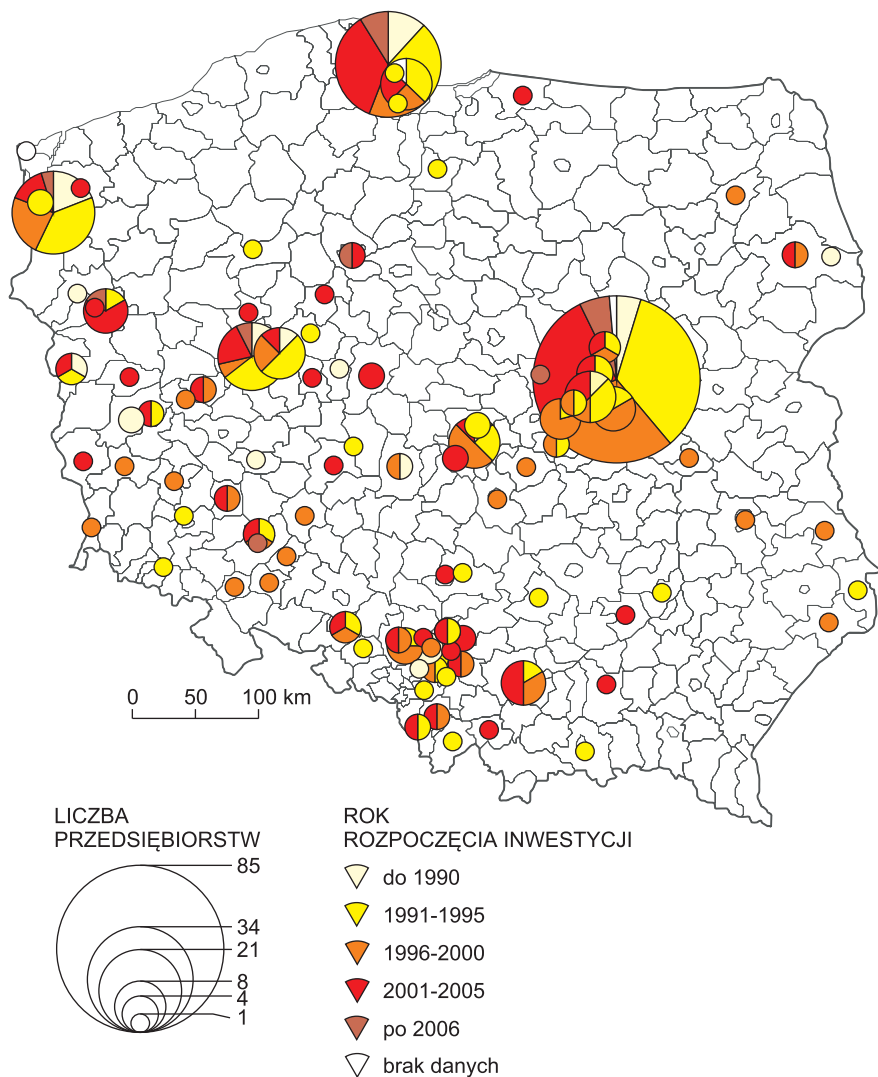 0 50 100 km
LICZBA
PRZEDSIĘBIORSTW
85
34
21
8
4
1
ROK
ROZPOCZĘCIA INWESTYCJI
do 1990
1991-1995
1996-2000
2001-2005
po 2006
brak danych